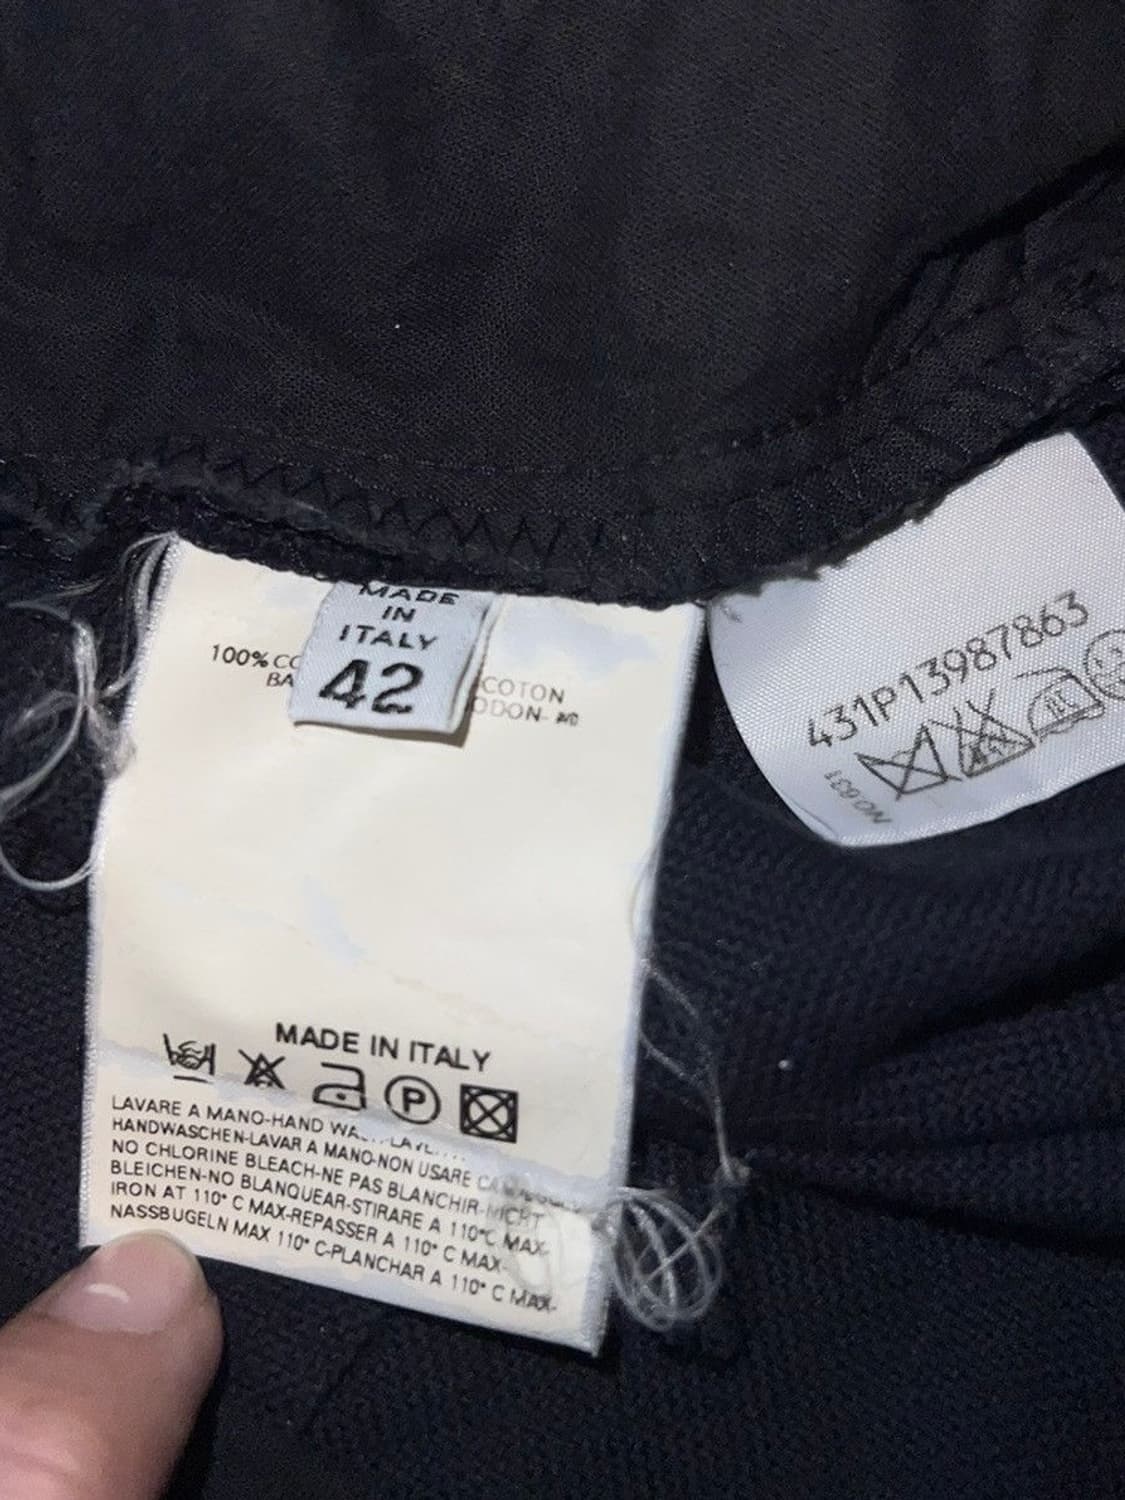 MADE
IN
ITALY
42
100% CO
BA
COTON
ODON-
431P13987863
NO.631
MADE IN ITALY
P
LAVARE A MANO-HAND
HANDWASCHEN-LAVAR A MANO-NON USARE
NO CHLORINE BLEACH-NE PAS BLANCHIR-NICHT
BLEICHEN-NO BLANQUEAR-STIRARE A 110°C MAX-
IRON AT 110° C MAX-REPASSER A 110° C MAX-
NASSBUGELN MAX 110° C-PLANCHAR A 110° C MAX-